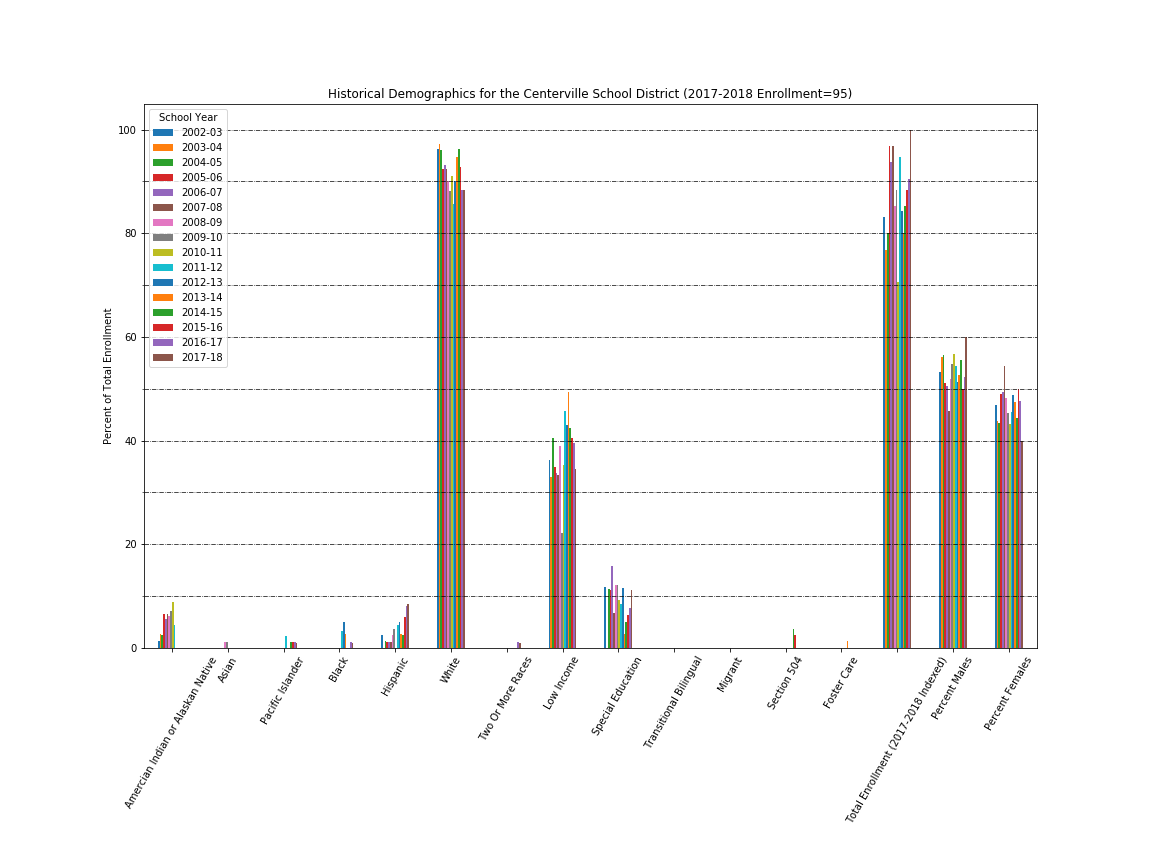 Historical Demographics for the Centerville School District (2017-2018 Enrollment=95)
School Year
2002-03
2003-04
2004-05
2005-06
2006-07
2007-08
2008-09
2009-10
2010-11
2011-12
2012-13
2013-14
2014-15
2015-16
2016-17
2017-18
Percent of Total Enrollment
100
80
60
40
20
0
Amercian Indian or Alaskan Native
Asian
Pacific Islander
Black
Hispanic
White
Two Or More Races
Low Income
Special Education
Transitional Bilingual
Migrant
Section 504
Foster Care
Total Enrollment (2017-2018 Indexed)
Percent Males
Percent Females